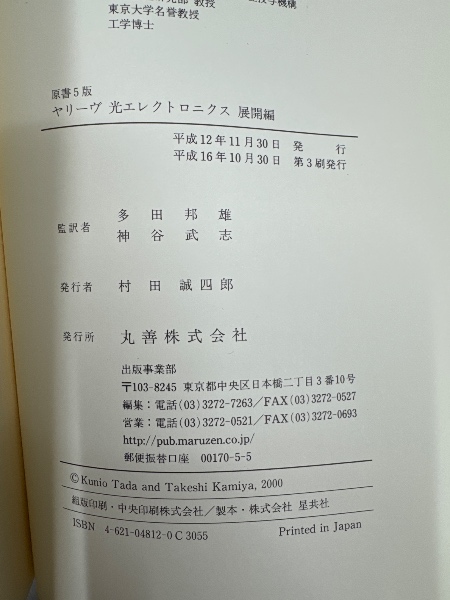 教授
東京大学名誉教授
工学博士
原書5版
ヤリーヴ 光エレクトロニクス 展開編
平成12年11月30日 発 行
平成16年10月30日 第3刷発行
監訳者 多田邦雄
神谷武志
発行者 村田誠四郎
発行所 丸善株式会社
出版事業部
〒103-8245 東京都中央区日本橋二丁目3番10号
編集:電話(03)3272-7263/FAX(03)3272-0527
営業:電話(03)3272-0521/FAX(03)3272-0693
http://pub.maruzen.co.jp/
郵便振替口座 00170-5-5
© Kunio Tada and Takeshi Kamiya, 2000
組版印刷・中央印刷株式会社/製本・株式会社 星共社
ISBN 4-621-04812-0 C 3055 Printed in Japan